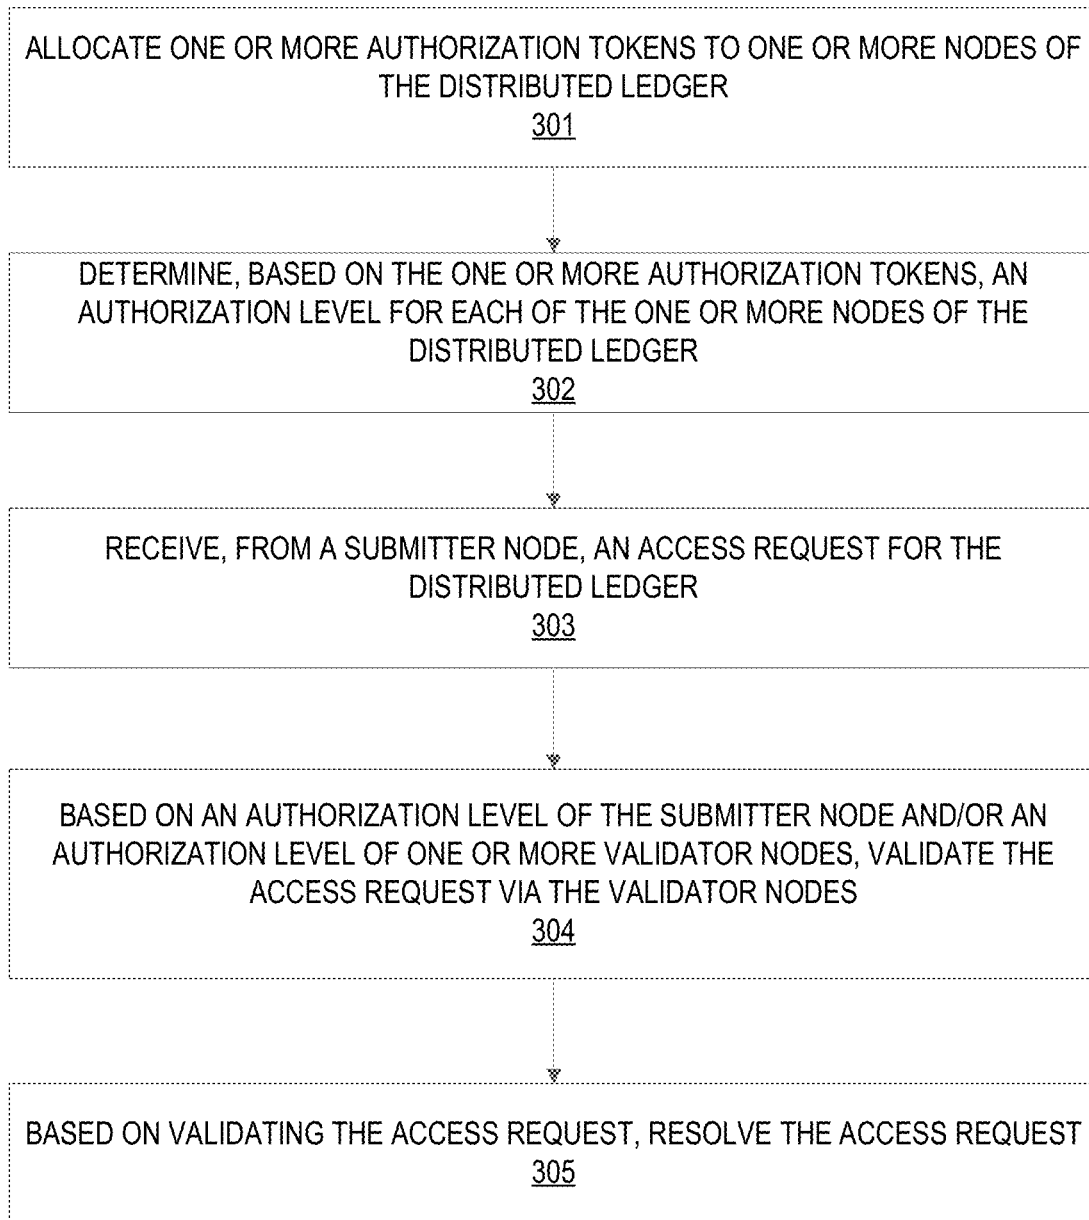 ALLOCATE ONE OR MORE AUTHORIZATION TOKENS TO ONE OR MORE NODES OF
THE DISTRIBUTED LEDGER
301
DETERMINE, BASED ON THE ONE OR MORE AUTHORIZATION TOKENS, AN
AUTHORIZATION LEVEL FOR EACH OF THE ONE OR MORE NODES OF THE
DISTRIBUTED LEDGER
302
RECEIVE, FROM A SUBMITTER NODE, AN ACCESS REQUEST FOR THE
DISTRIBUTED LEDGER
303
BASED ON AN AUTHORIZATION LEVEL OF THE SUBMITTER NODE AND/OR AN
AUTHORIZATION LEVEL OF ONE OR MORE VALIDATOR NODES, VALIDATE THE
ACCESS REQUEST VIA THE VALIDATOR NODES
304
BASED ON VALIDATING THE ACCESS REQUEST, RESOLVE THE ACCESS REQUEST
305